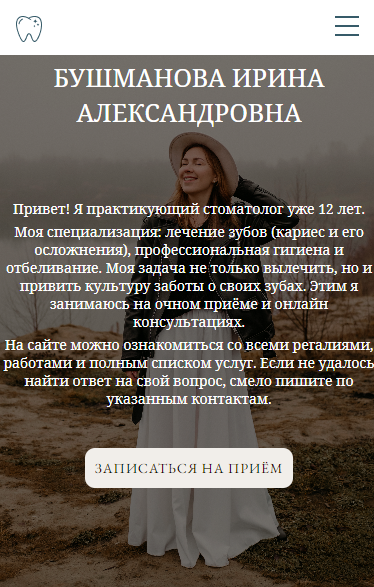 БУШМАНОВА ИРИНА
АЛЕКСАНДРОВНА
Привет! Я практикующий стоматолог уже 12 лет.
Моя специализация: лечение зубов (кариес и его
осложнения), профессиональная гигиена и
отбеливание. Моя задача не только вылечить, но и
привить культуру заботы о своих зубах. Этим я
занимаюсь на очном приёме и онлайн
консультациях.
На сайте можно ознакомиться со всеми регалиями,
работами и полным списком услуг. Если не удалось
найти ответ на свой вопрос, смело пишите по
указанным контактам.
ЗАПИСАТЬСЯ НА ПРИЁМ